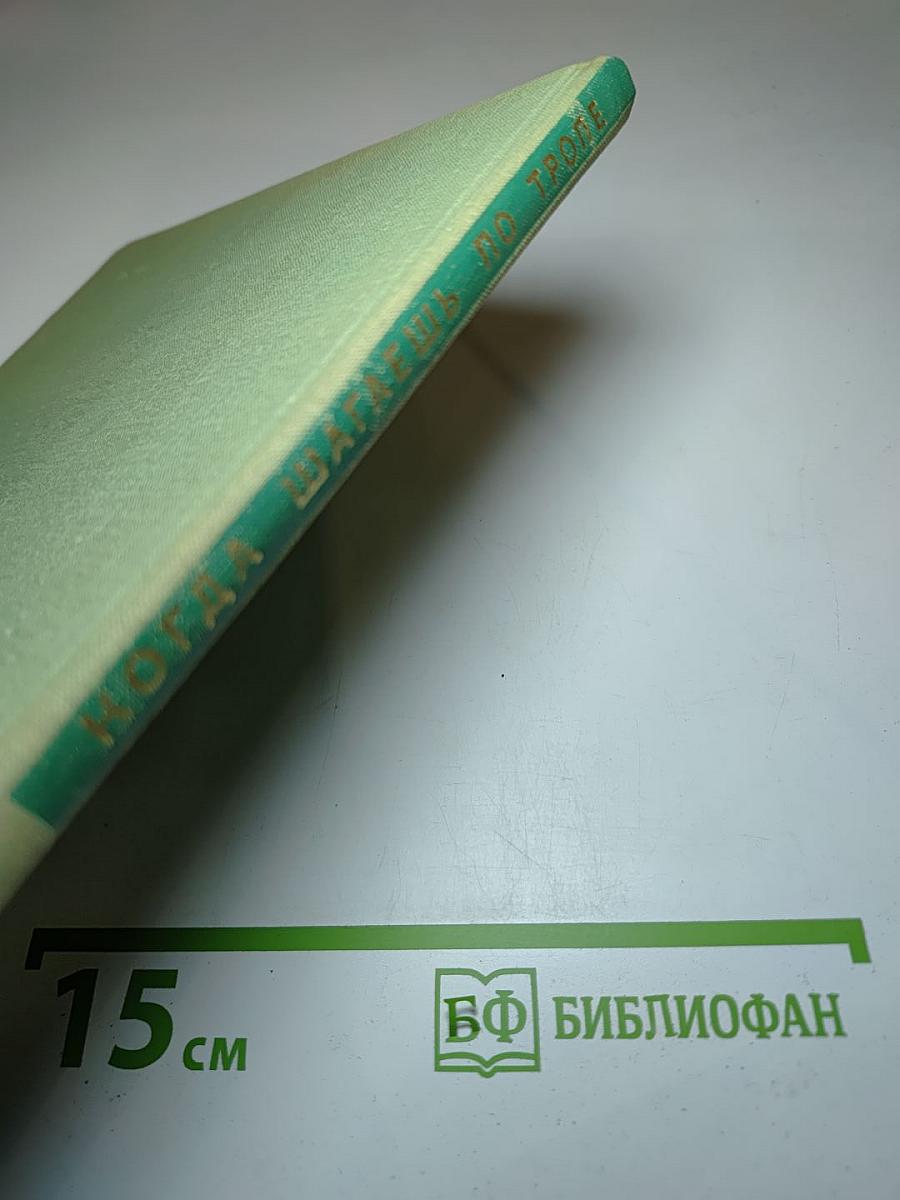 КОГДА ШАГАЕШЬ ПО ТРОПЕ
15 см
БФ БИБЛИОФАН